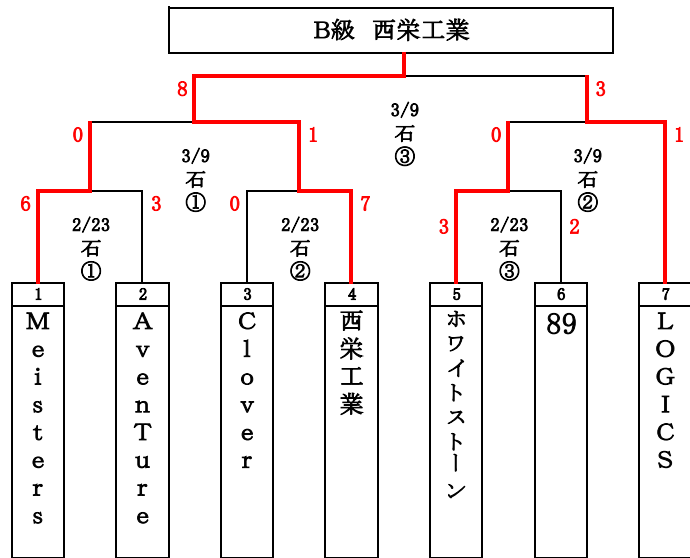 B級 西栄工業
8
3
3/9
石
③
0
1
0
1
3/9
石
①
3/9
石
②
6
3
0
7
3
2
2/23
石
①
2/23
石
②
2/23
石
③
1
2
3
4
5
6
7
Meisters
AvenTure
Clover
西栄工業
ホワイトストーン
89
LOGICS